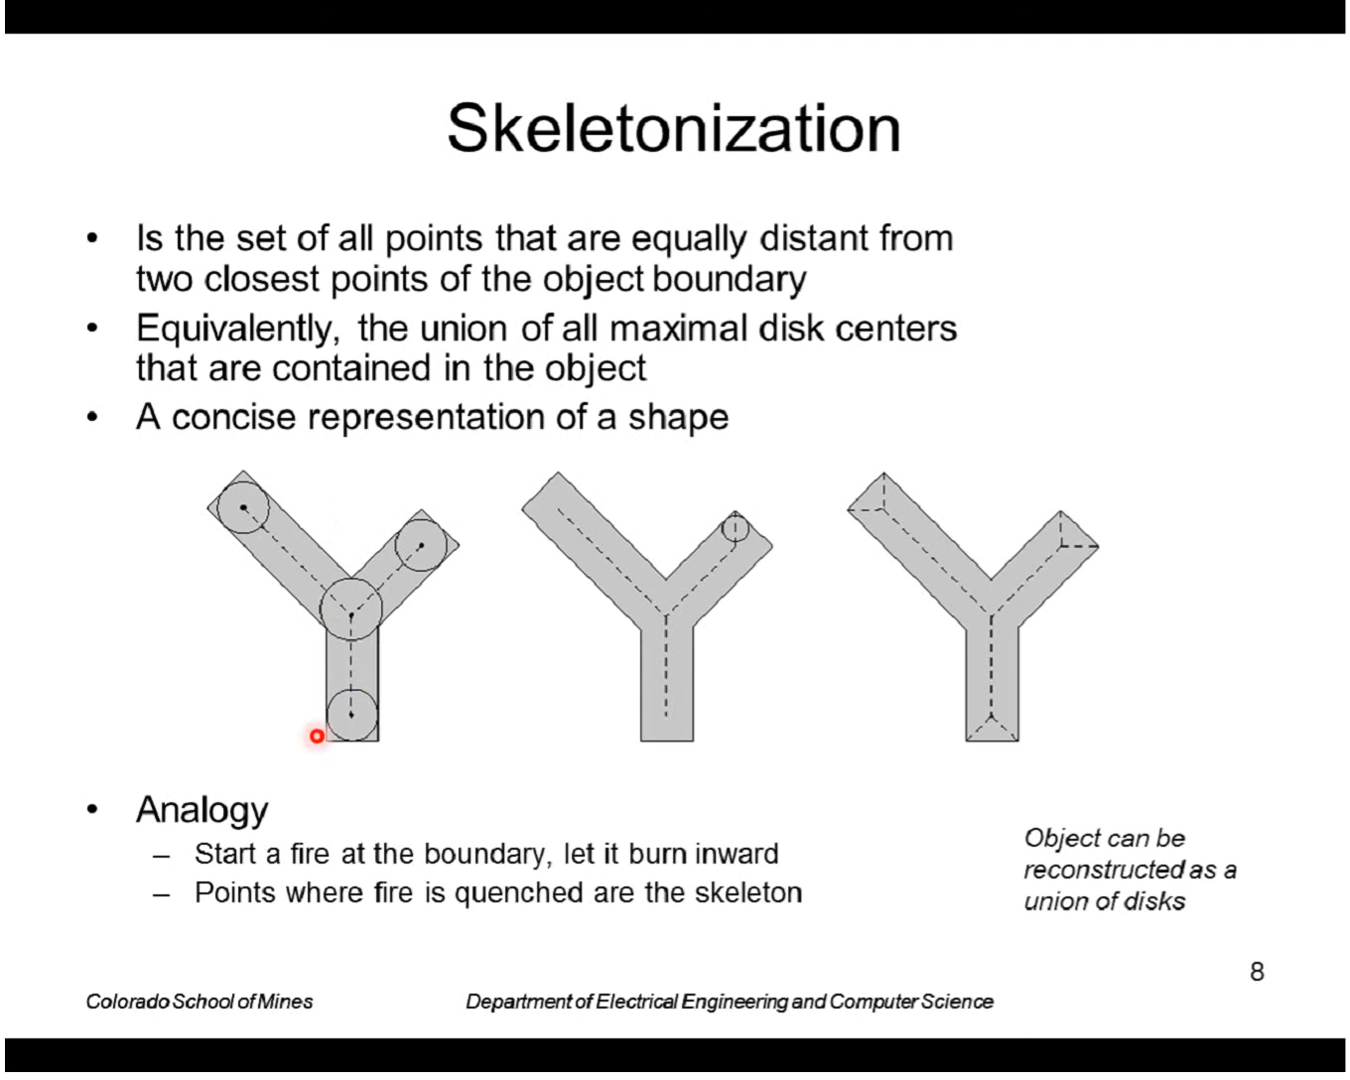 Skeletonization
• Is the set of all points that are equally distant from
two closest points of the object boundary
• Equivalently, the union of all maximal disk centers
that are contained in the object
• A concise representation of a shape
• Analogy
– Start a fire at the boundary, let it burn inward
– Points where fire is quenched are the skeleton
Object can be
reconstructed as a
union of disks
8
Colorado School of Mines
Department of Electrical Engineering and Computer Science